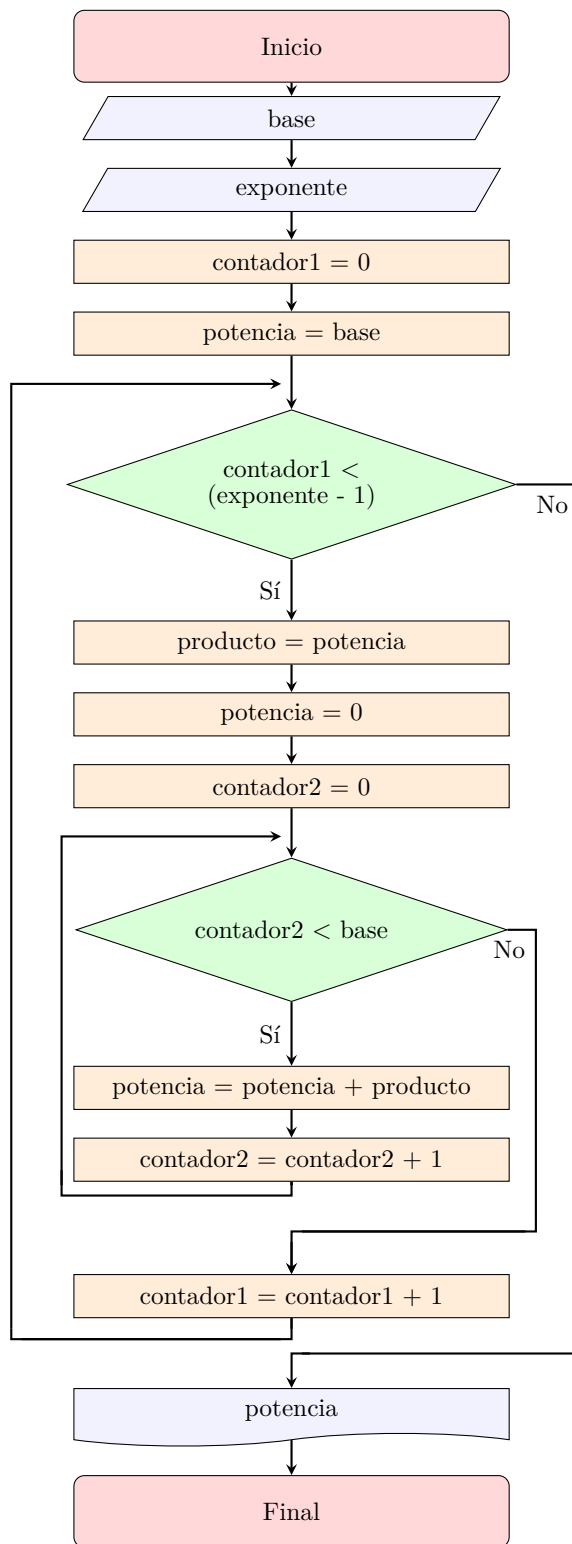 Inicio
base
exponente
contador1 = 0
potencia = base
contador1 <
(exponente - 1)
No
Sí
producto = potencia
potencia = 0
contador2 = 0
contador2 < base
No
Sí
potencia = potencia + producto
contador2 = contador2 + 1
contador1 = contador1 + 1
potencia
Final